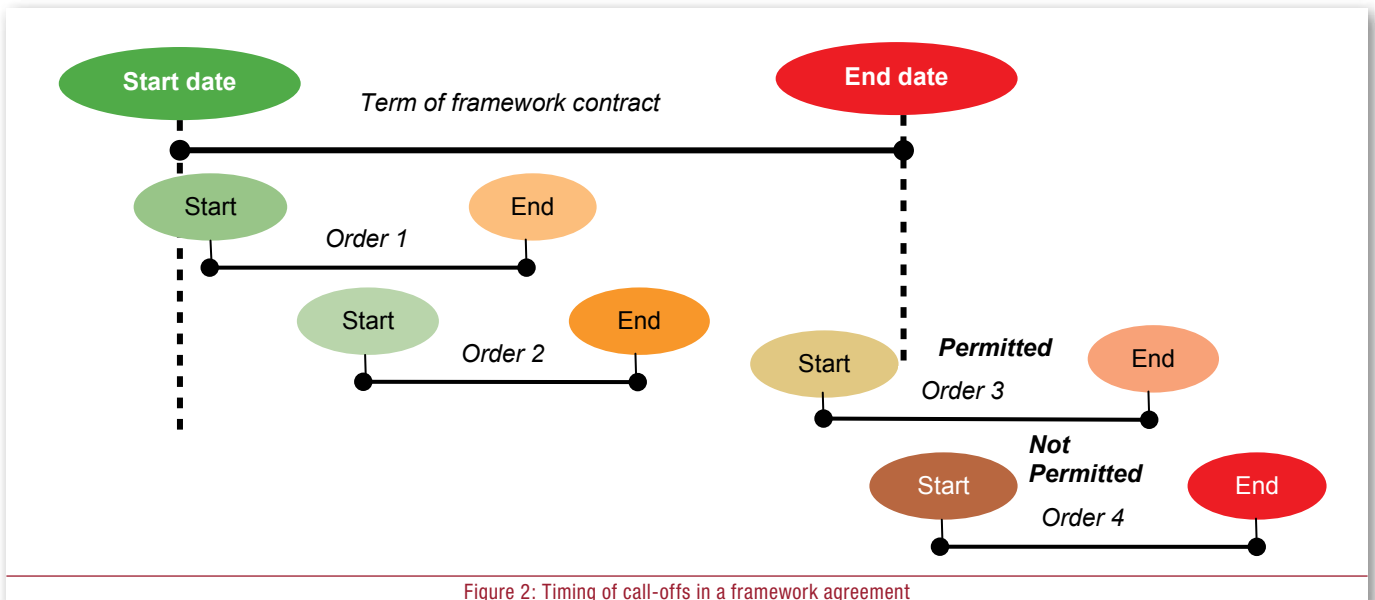 Start date
End date
Term of framework contract
Start
End
Order 1
Start
End
Order 2
Start
Permitted
End
Order 3
Not
Permitted
Start
End
Order 4
Figure 2: Timing of call-offs in a framework agreement